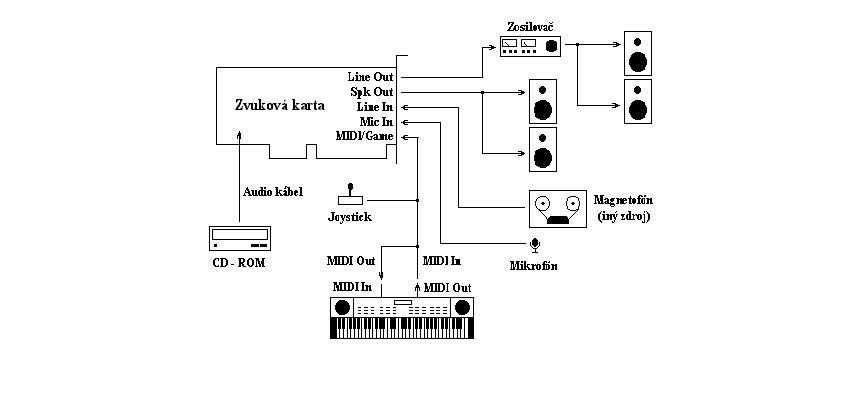 Zosilovač
Line Out
Spk Out
Zvuková karta
Line In
Mic In
MIDI/Game
Audio kábel
Joystick
Magnetofón
(iný zdroj)
CD - ROM
MIDI Out
MIDI In
Mikrofón
MIDI In
MIDI Out